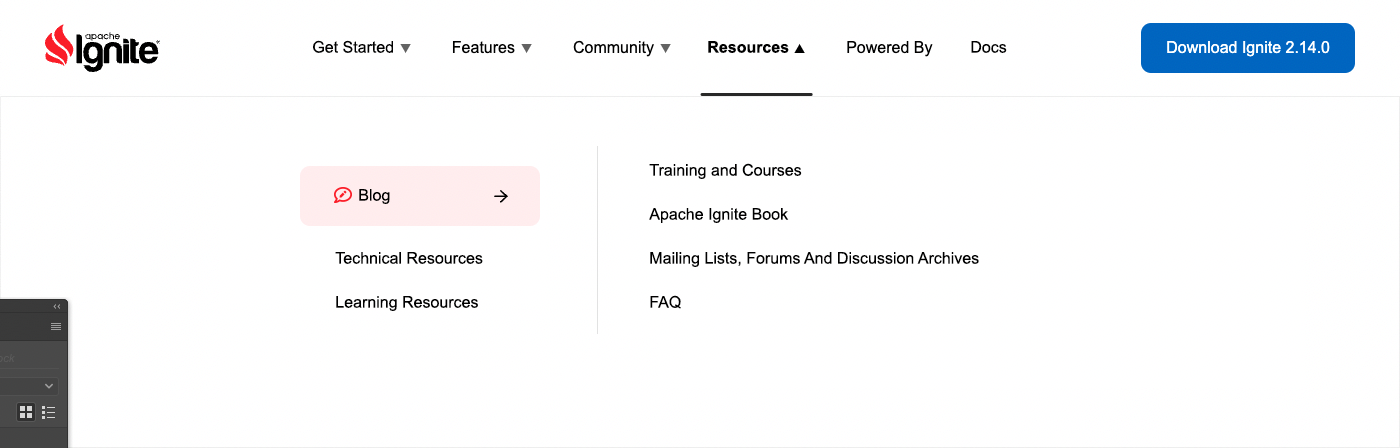 apache
Ignite
Get Started
Features
Community
Resources
Powered By
Docs
Download Ignite 2.14.0
Blog
Technical Resources
Learning Resources
Training and Courses
Apache Ignite Book
Mailing Lists, Forums And Discussion Archives
FAQ